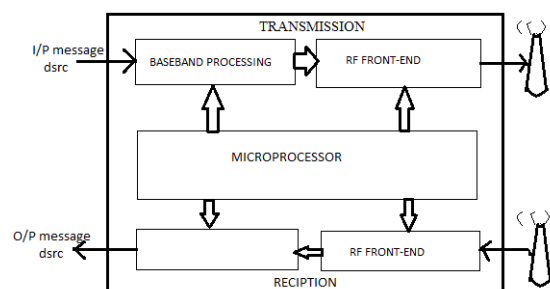 TRANSMISSION
I/P message
dsrc
BASEBAND PROCESSING
RF FRONT-END
MICROPROCESSOR
O/P message
dsrc
RF FRONT-END
RECIPTION